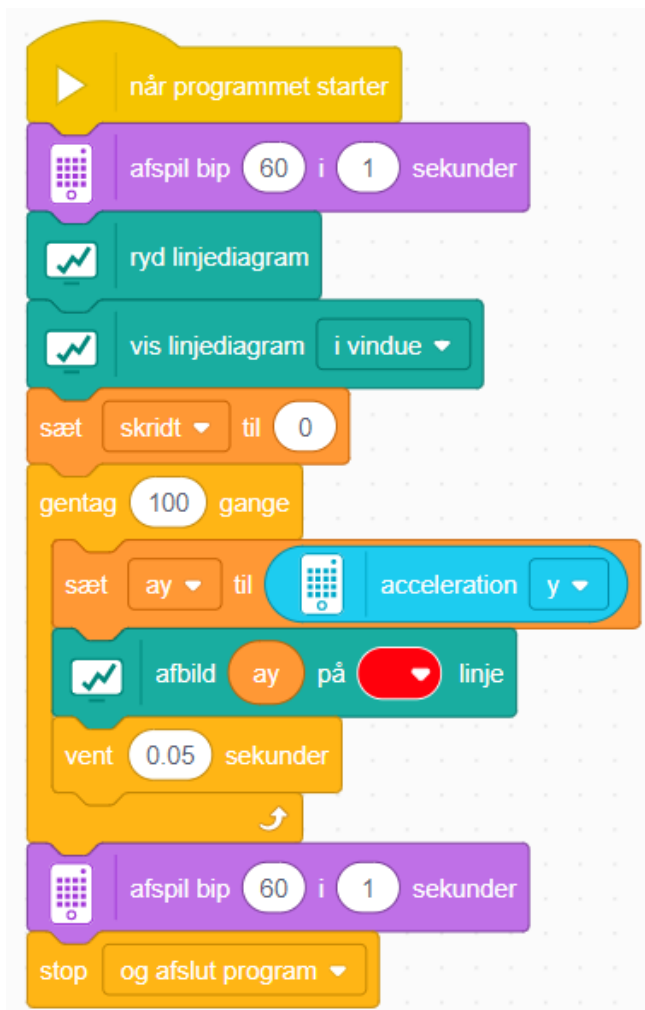 når programmet starter
afspil bip 60 i 1 sekunder
ryd linjediagram
vis linjediagram i vindue
sæt skridt til 0
gentag 100 gange
sæt ay til acceleration y
afbild ay på linje
vent 0.05 sekunder
afspil bip 60 i 1 sekunder
stop og afslut program